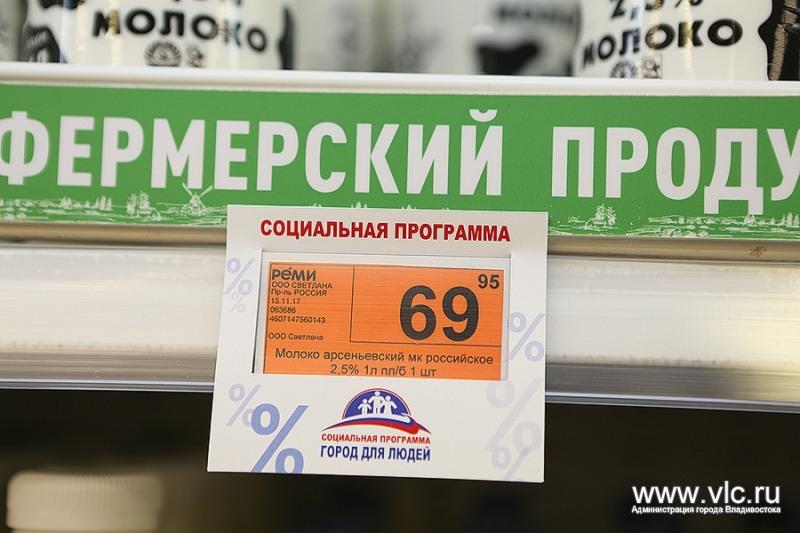 МОЛОКО
2,5%
МОЛОКО
ФЕРМЕРСКИЙ ПРОДУ
СОЦИАЛЬНАЯ ПРОГРАММА
РЕМИ
ООО СВЕТЛАНА
Пр-ль РОССИЯ
15.11.17
063686
4607147560143
ООО Светлана
69 95
Молоко арсеньевский мк российское
2,5% 1л пл/б 1 шт
СОЦИАЛЬНАЯ ПРОГРАММА
ГОРОД ДЛЯ ЛЮДЕЙ
www.vlc.ru
Администрация города Владивостока